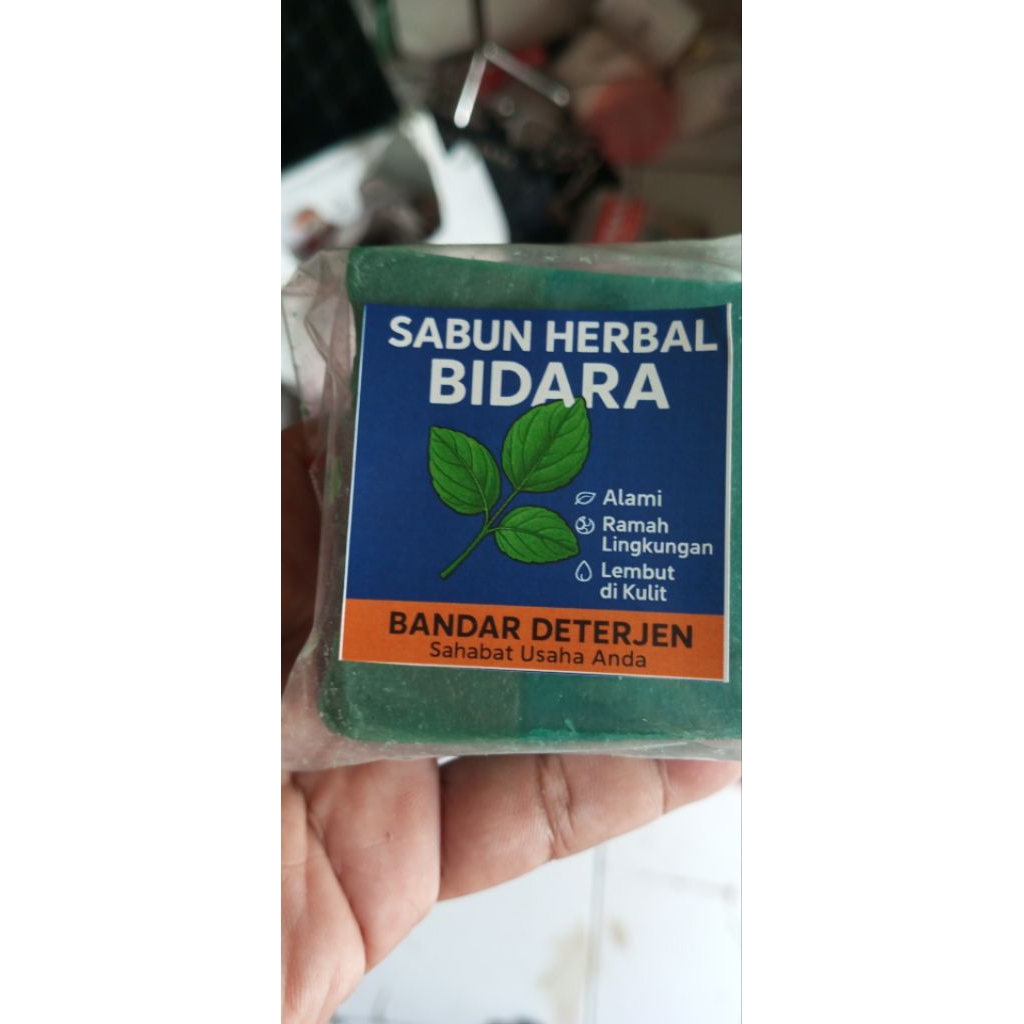 SABUN HERBAL
BIDARA
Alami
Ramah
Lingkungan
Lembut
di Kulit
BANDAR DETERJEN
Sahabat Usaha Anda